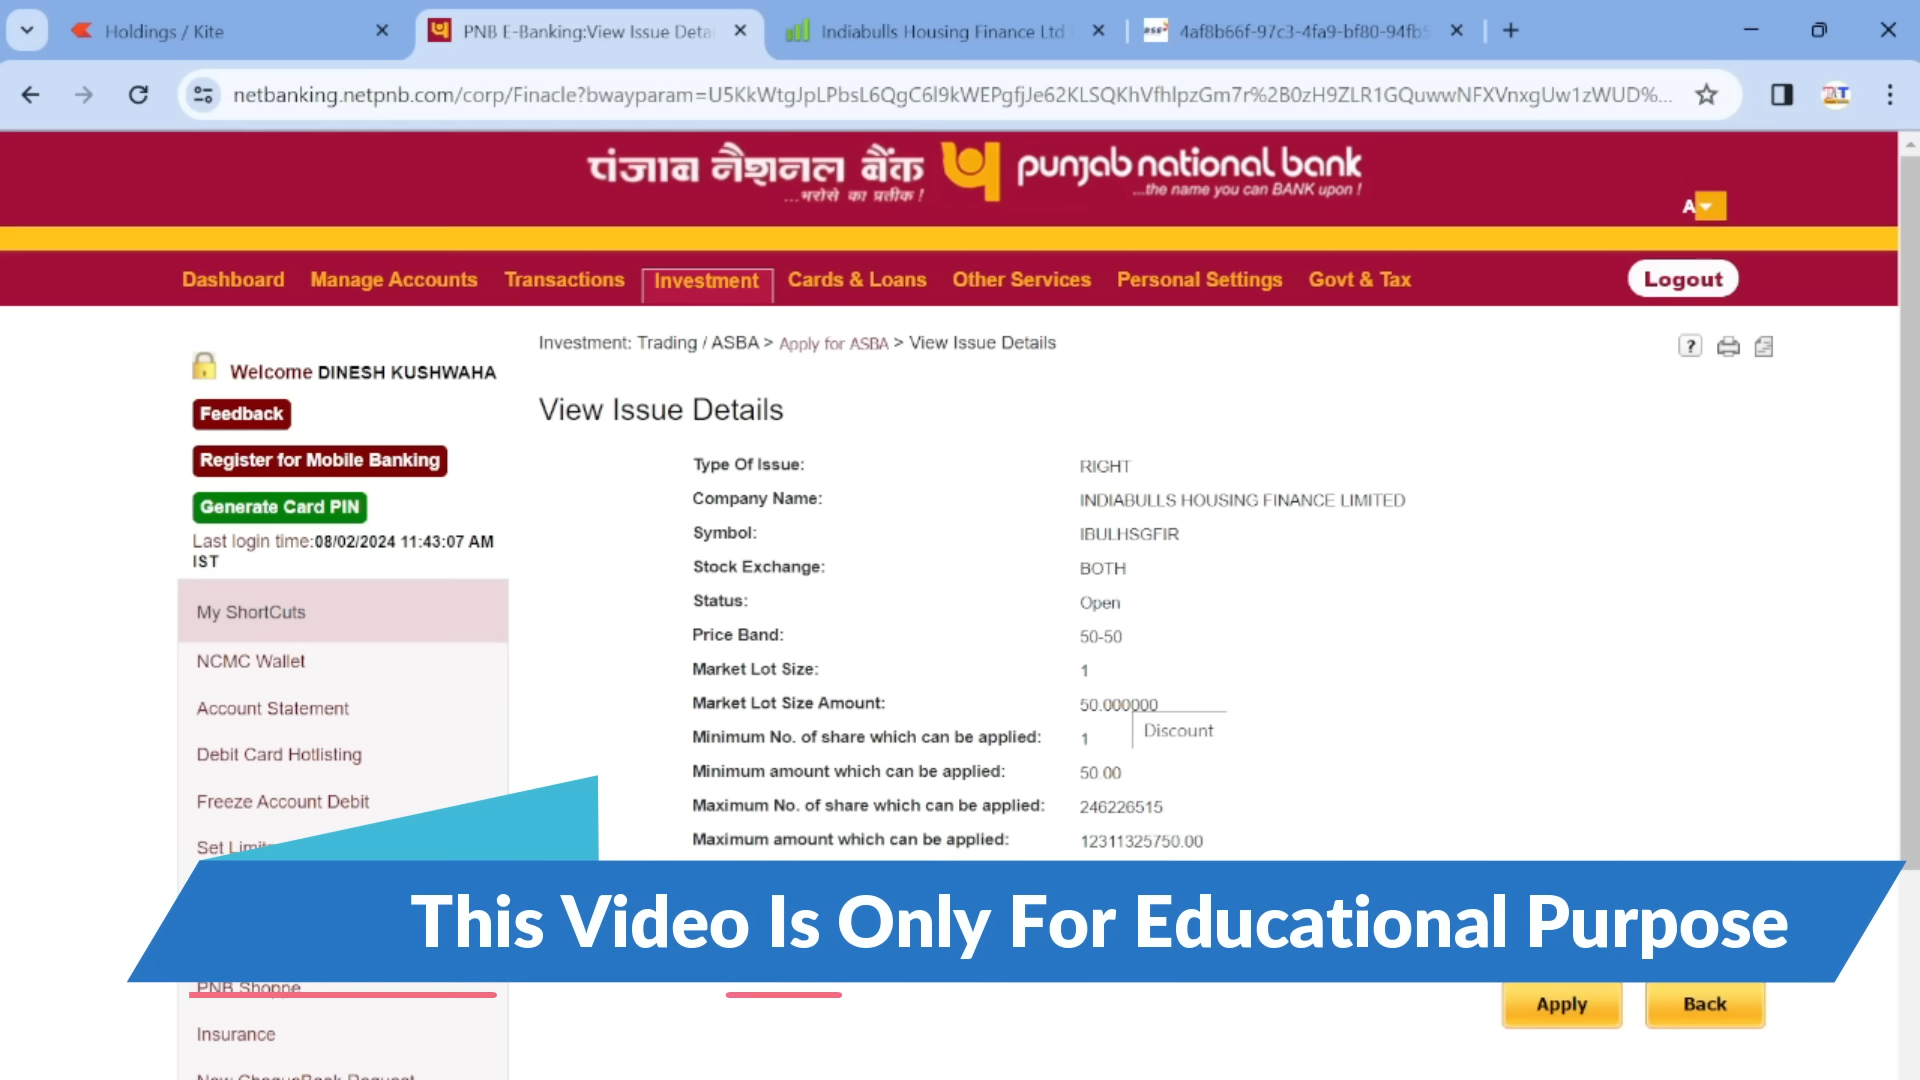 Holdings / Kite
PNB E-Banking:View Issue Detai
Indiabulls Housing Finance Ltd
4af8b66f-97c3-4fa9-bf80-94fb5
netbanking.netpnb.com/corp/Finacle?bwayparam=U5KkWtgJpLPbsL6QgC6l9kWEPgfjJe62KLSQKhVfhIpzGm7r%2B0zH9ZLR1GQuwwNFXVnxgUw1zWUD%...
पंजाब नैशनल बैंक
...भरोसे का प्रतीक !
punjab national bank
...the name you can BANK upon !
A
Dashboard
Manage Accounts
Transactions
Investment
Cards & Loans
Other Services
Personal Settings
Govt & Tax
Logout
Investment: Trading / ASBA > Apply for ASBA > View Issue Details
Welcome DINESH KUSHWAHA
Feedback
Register for Mobile Banking
Generate Card PIN
Last login time:08/02/2024 11:43:07 AM
IST
My ShortCuts
NCMC Wallet
Account Statement
Debit Card Hotlisting
Freeze Account Debit
Set Limits
PNB Shoppe
Insurance
New ChequeBook Request
View Issue Details
Type Of Issue: RIGHT
Company Name: INDIABULLS HOUSING FINANCE LIMITED
Symbol: IBULHSGFIR
Stock Exchange: BOTH
Status: Open
Price Band: 50-50
Market Lot Size: 1
Market Lot Size Amount: 50.000000
Discount
Minimum No. of share which can be applied: 1
Minimum amount which can be applied: 50.00
Maximum No. of share which can be applied: 246226515
Maximum amount which can be applied: 12311325750.00
This Video Is Only For Educational Purpose
Apply
Back